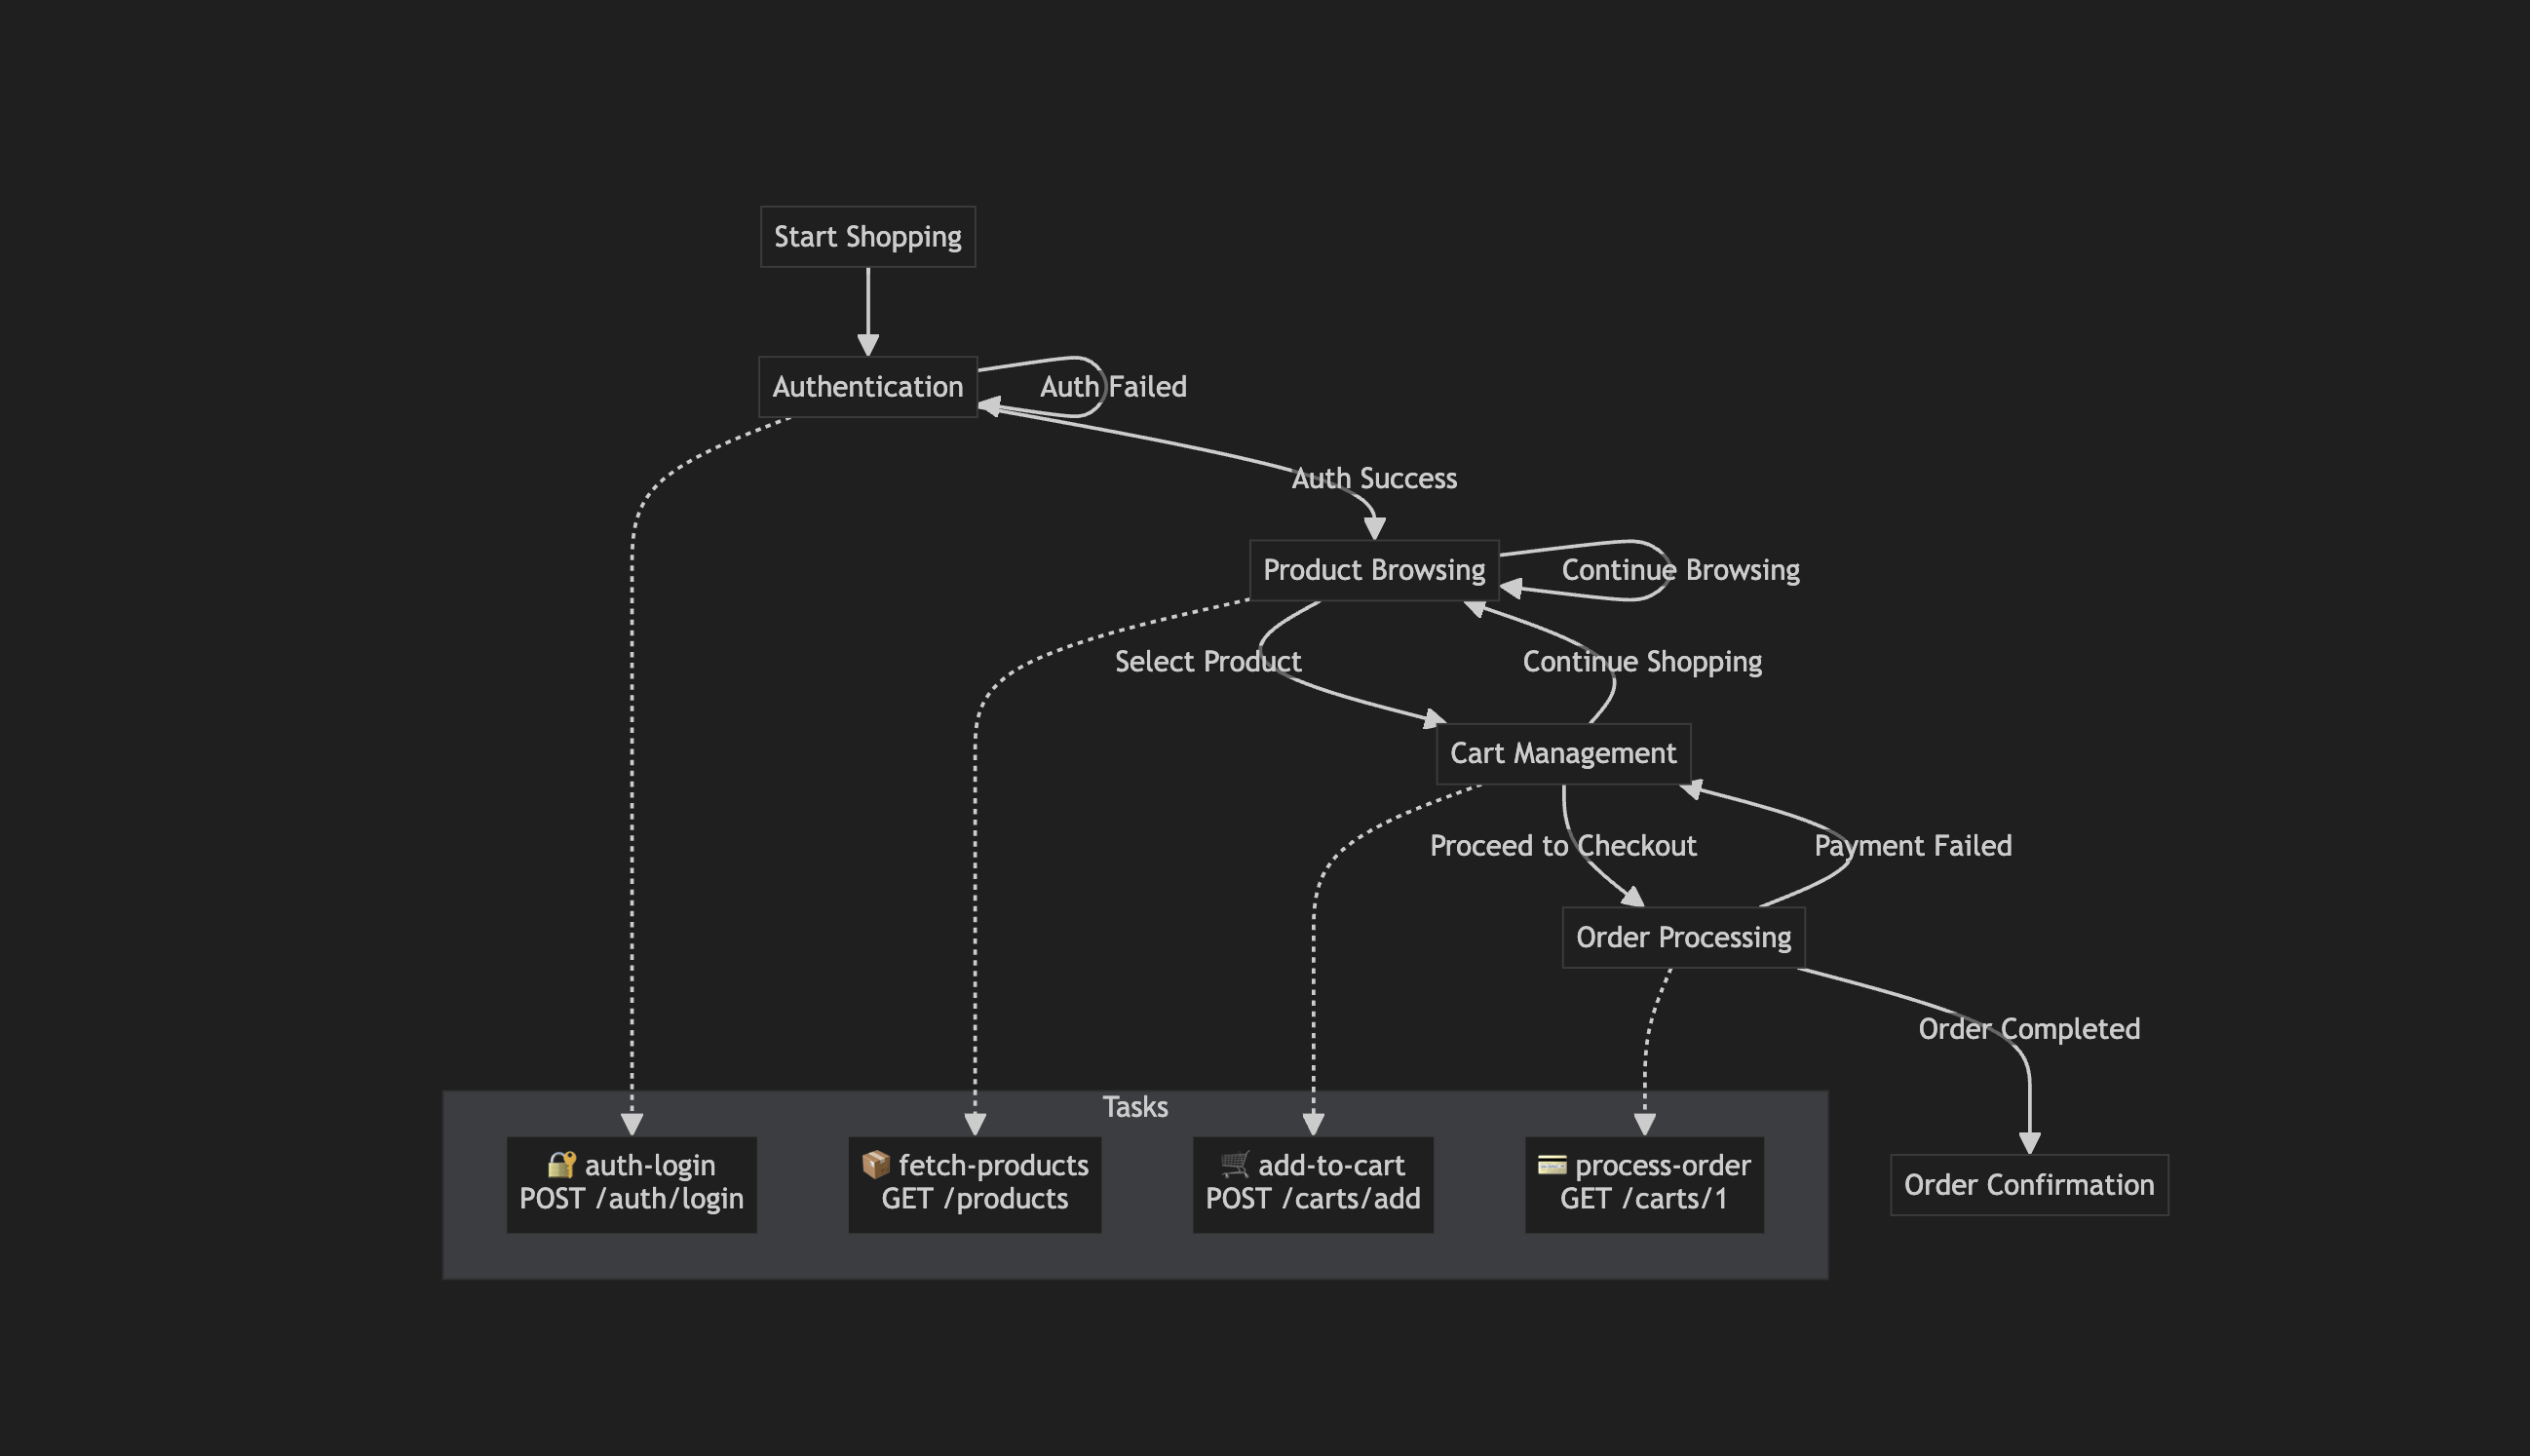 Start Shopping
Authentication
Auth Failed
Auth Success
Product Browsing
Continue Browsing
Select Product
Continue Shopping
Cart Management
Proceed to Checkout
Payment Failed
Order Processing
Order Completed
Tasks
🔐 auth-login
POST /auth/login
📦 fetch-products
GET /products
🛒 add-to-cart
POST /carts/add
💳 process-order
GET /carts/1
Order Confirmation